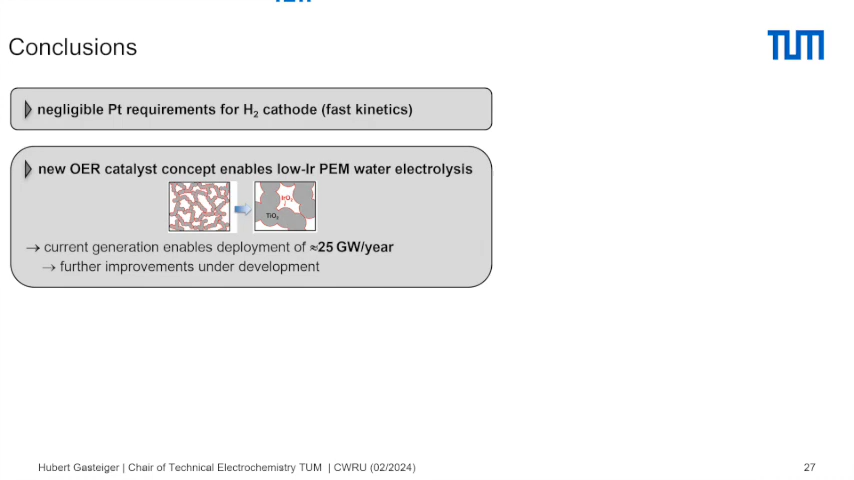 Conclusions
TUM
negligible Pt requirements for H₂ cathode (fast kinetics)
new OER catalyst concept enables low-Ir PEM water electrolysis
IrO₂
TiO₂
→ current generation enables deployment of ≈25 GW/year
→ further improvements under development
Hubert Gasteiger | Chair of Technical Electrochemistry TUM | CWRU (02/2024)
27